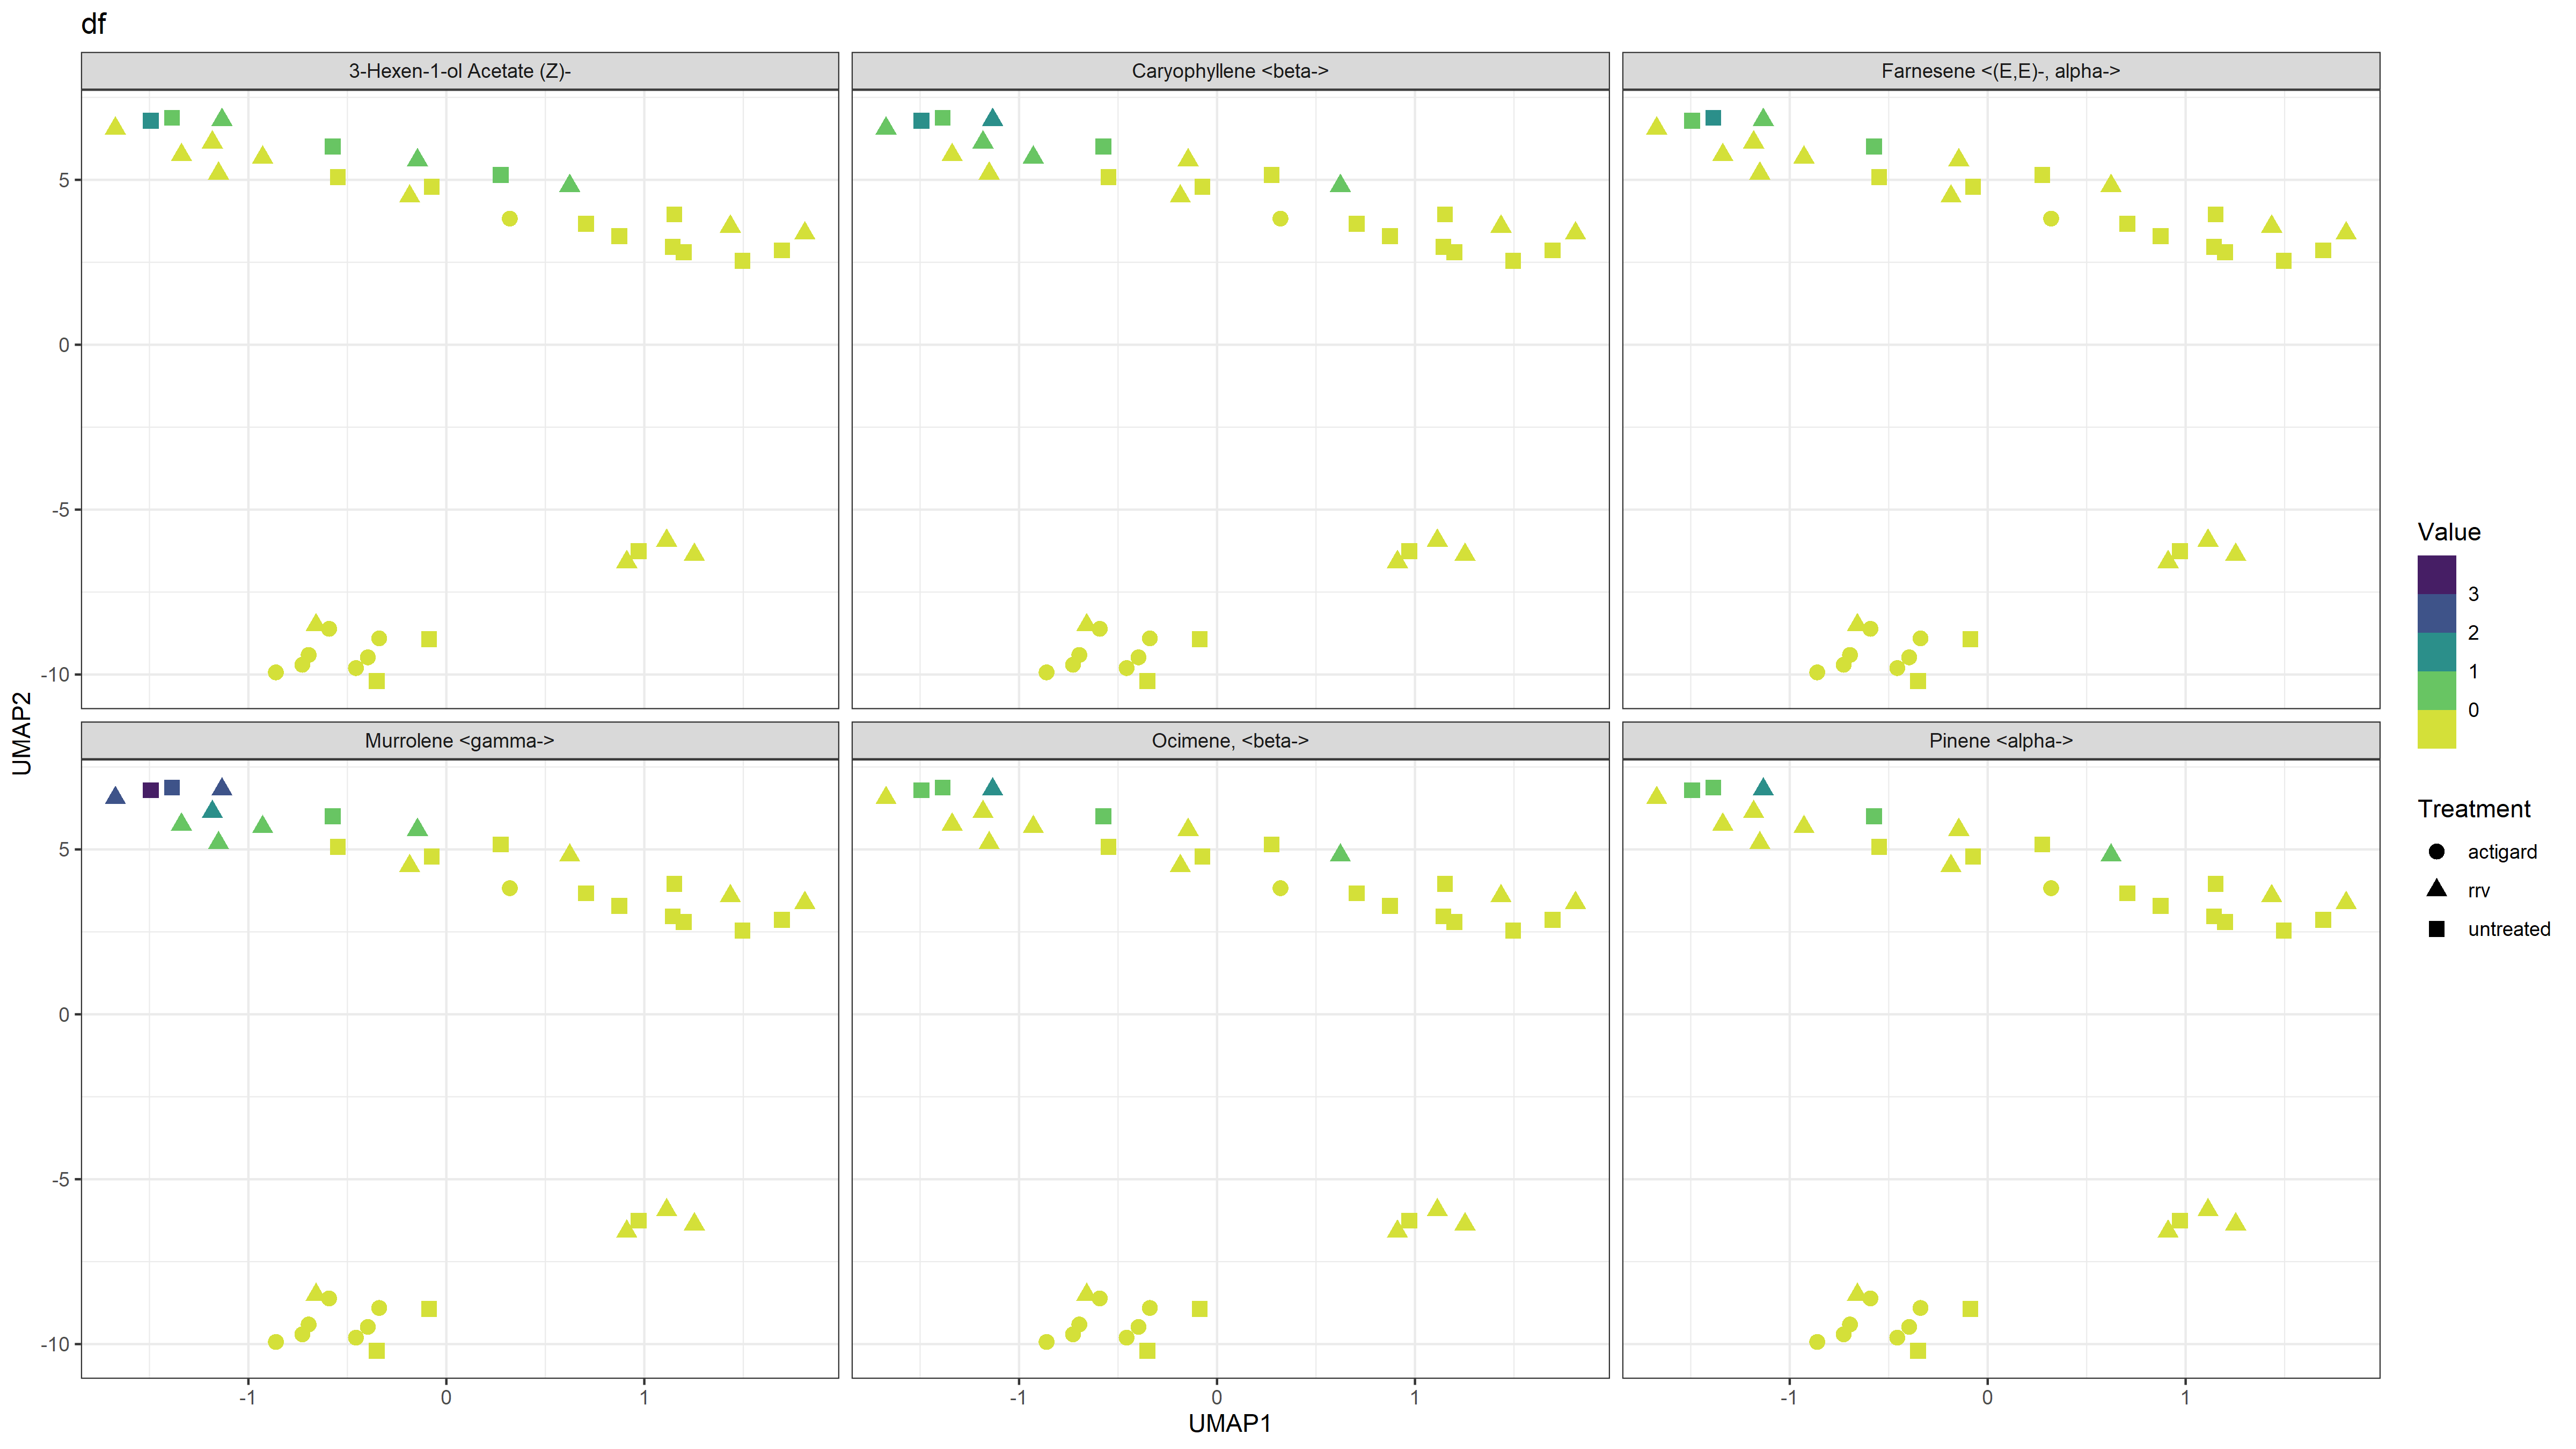 df
3-Hexen-1-ol Acetate (Z)-
Caryophyllene <beta->
Farnesene <(E,E)-, alpha->
5
0
-5
-10
Murrolene <gamma->
Ocimene, <beta->
Pinene <alpha->
5
0
-5
-10
-1 0 1
-1 0 1
-1 0 1
UMAP1
UMAP2
Value
3
2
1
0
Treatment
actigard
rrv
untreated